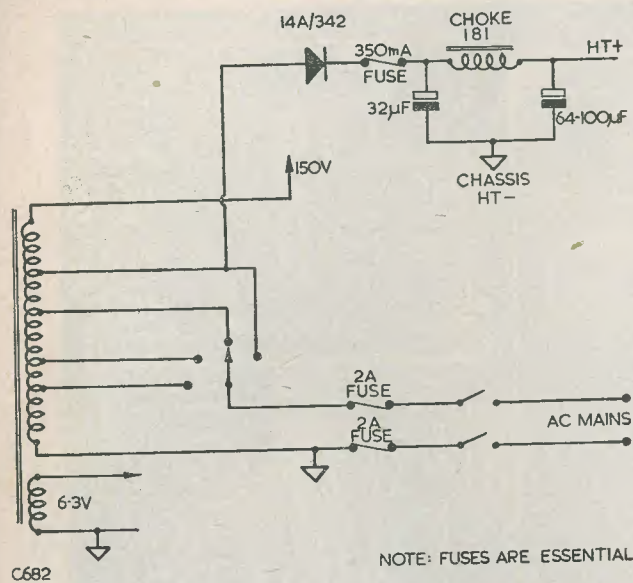 14A/342
CHOKE
181
350mA
FUSE
HT+
32µF
64-100µF
CHASSIS
HT-
150V
2A
FUSE
2A
FUSE
AC MAINS
6·3V
NOTE: FUSES ARE ESSENTIAL
C682